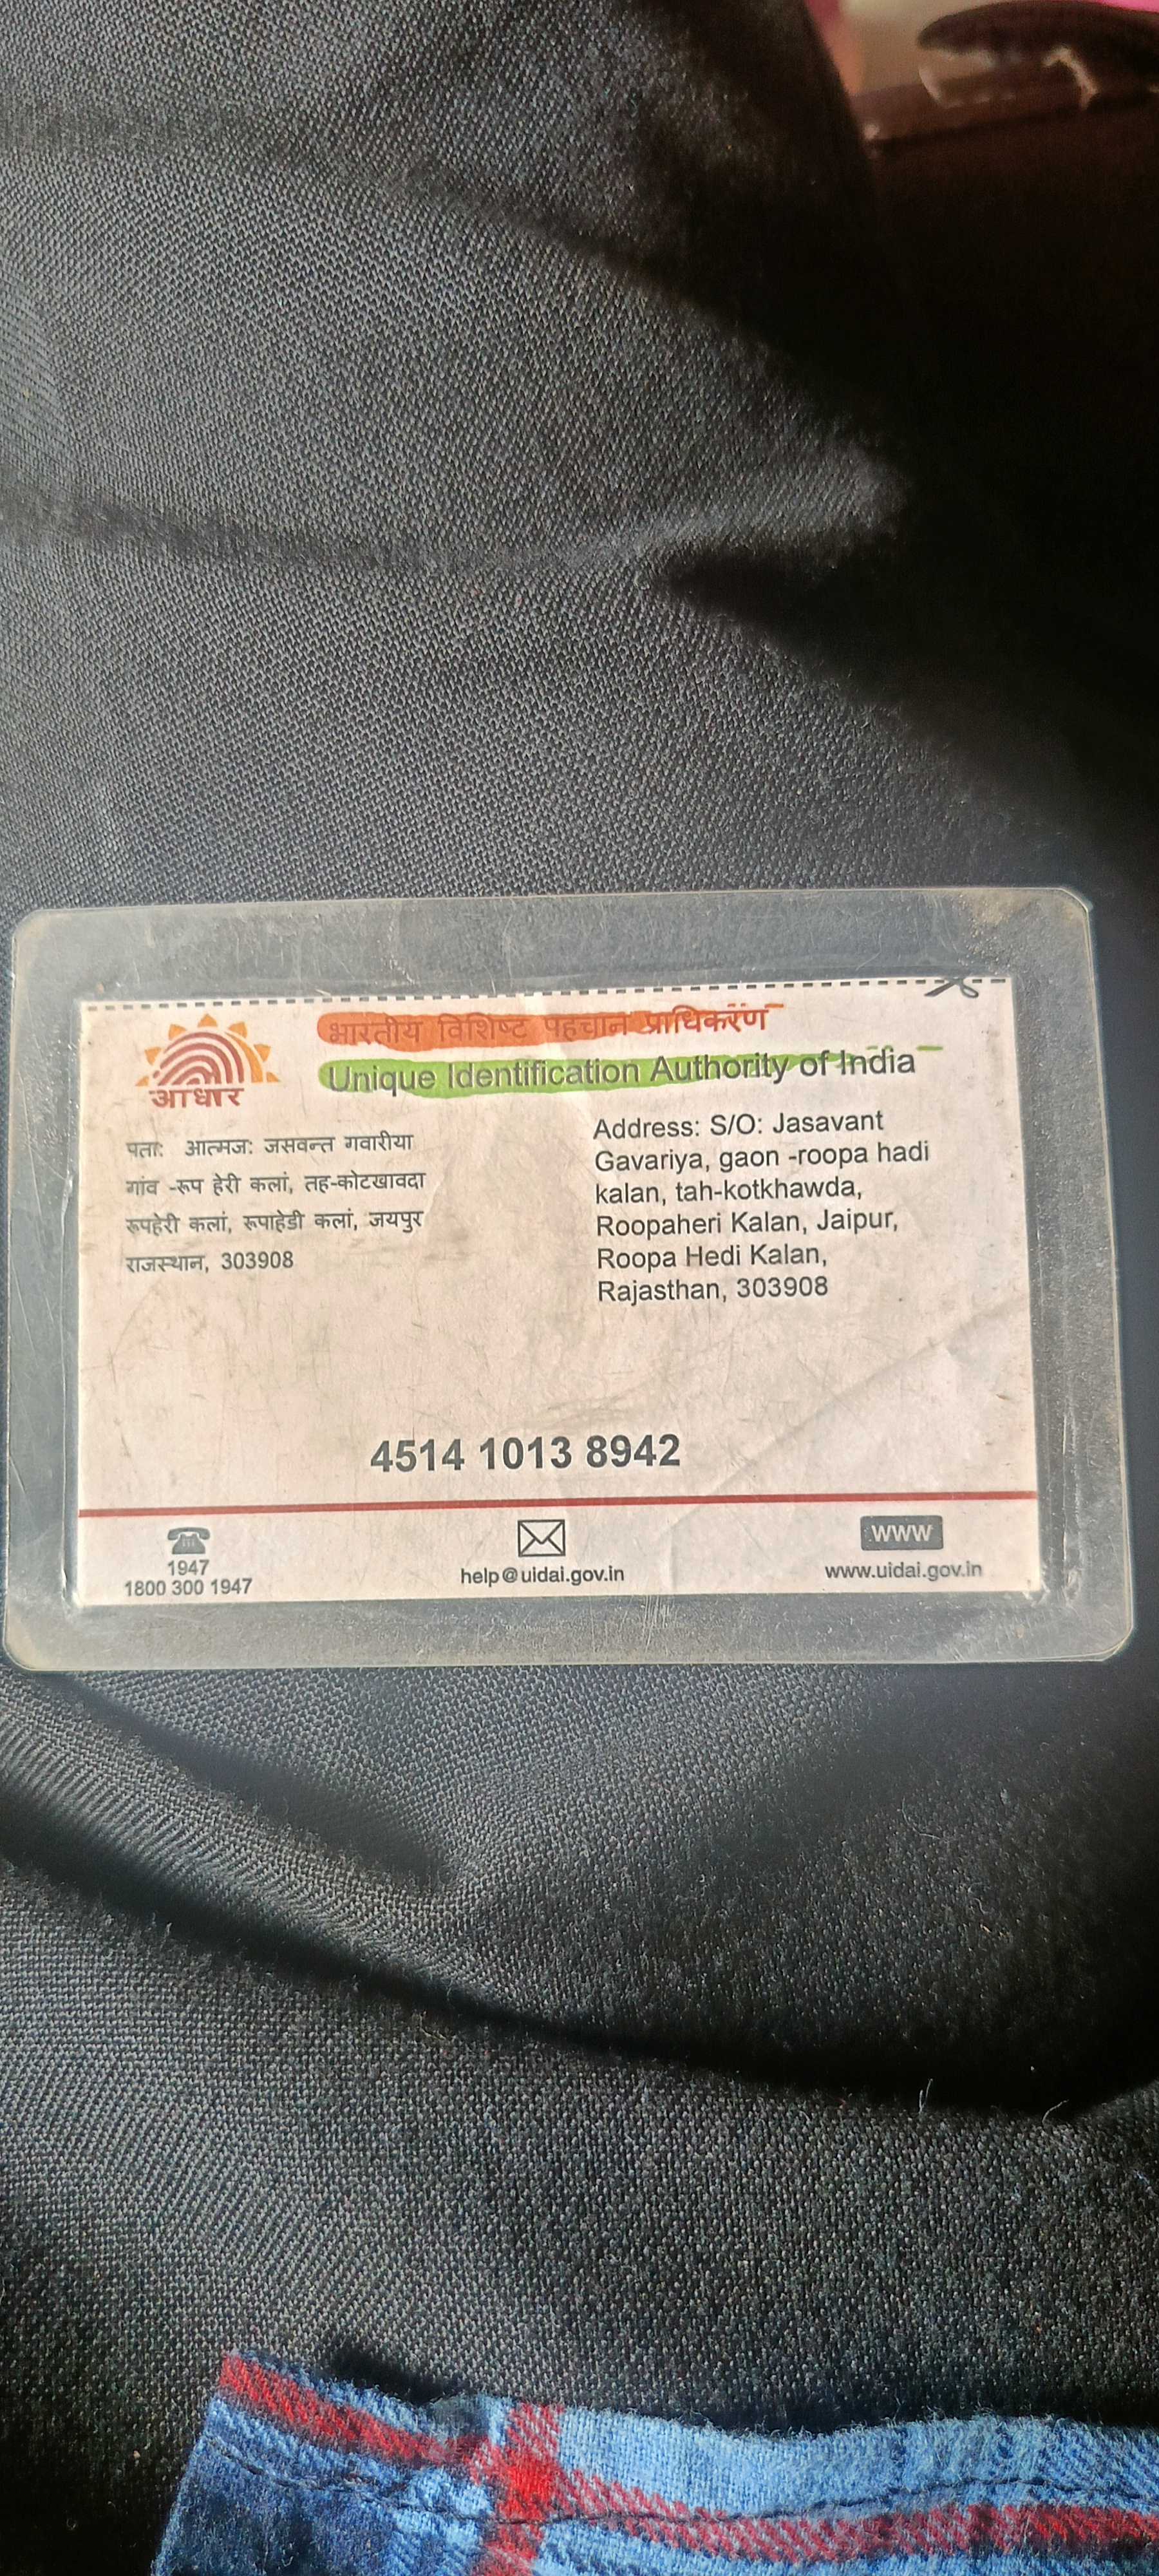 भारतीय विशिष्ट पहचान प्राधिकरण
Unique Identification Authority of India
आधार
पता: आत्मज: जसवन्त गवारीया
गांव -रूप हेरी कलां, तह-कोटखावदा
रूपहेरी कलां, रूपाहेडी कलां, जयपुर
राजस्थान, 303908
Address: S/O: Jasavant
Gavariya, gaon -roopa hadi
kalan, tah-kotkhawda,
Roopaheri Kalan, Jaipur,
Roopa Hedi Kalan,
Rajasthan, 303908
4514 1013 8942
1947
1800 300 1947
help@uidai.gov.in
WWW
www.uidai.gov.in